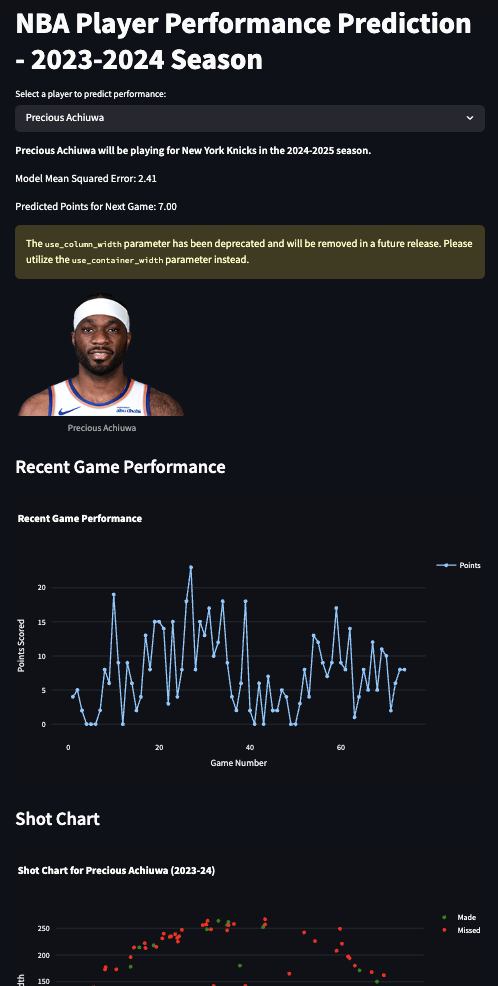 NBA Player Performance Prediction
- 2023-2024 Season
Select a player to predict performance:
Precious Achiuwa
Precious Achiuwa will be playing for New York Knicks in the 2024-2025 season.
Model Mean Squared Error: 2.41
Predicted Points for Next Game: 7.00
The use_column_width parameter has been deprecated and will be removed in a future release. Please
utilize the use_container_width parameter instead.
abu dhabi
Precious Achiuwa
Recent Game Performance
Recent Game Performance
Points
20
15
10
5
0
Points Scored
0 20 40 60
Game Number
Shot Chart
Shot Chart for Precious Achiuwa (2023-24)
Made
Missed
250
200
150